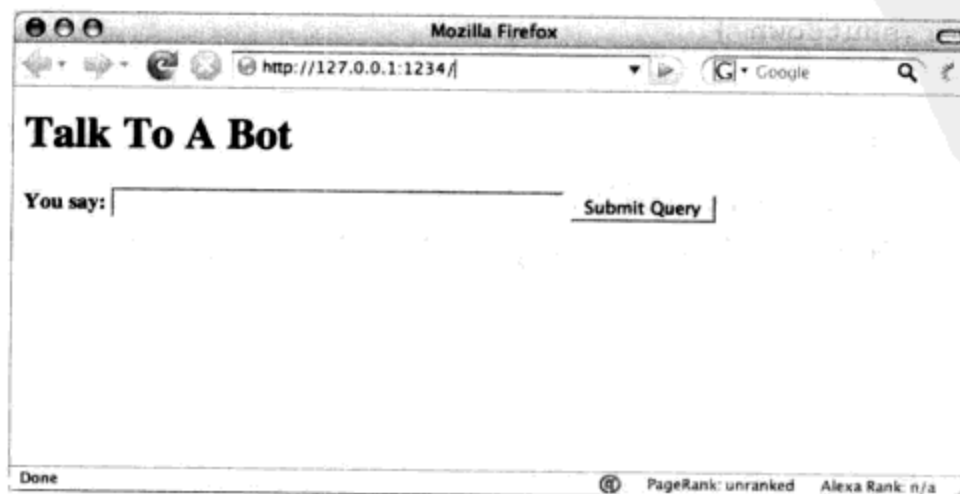 Mozilla Firefox
http://127.0.0.1:1234/ G Google
Talk To A Bot
You say: Submit Query
Done @ PageRank: unranked Alexa Rank: n/a